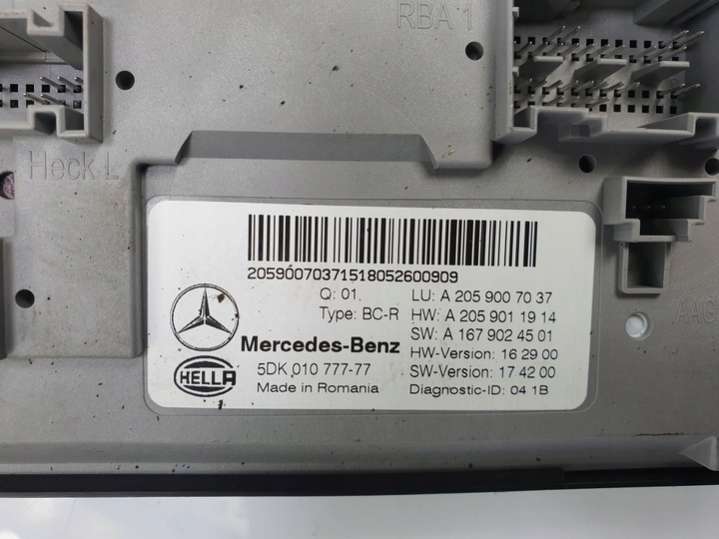 RBA 1
Heck L
20590070371518052600909
Q: 01.
LU: A 205 900 70 37
Type: BC-R
HW: A 205 901 19 14
SW: A 167 902 45 01
Mercedes-Benz
HW-Version: 16 29 00
HELLA
5DK 010 777-77
SW-Version: 17 42 00
Made in Romania
Diagnostic-ID: 04 1B
AAG